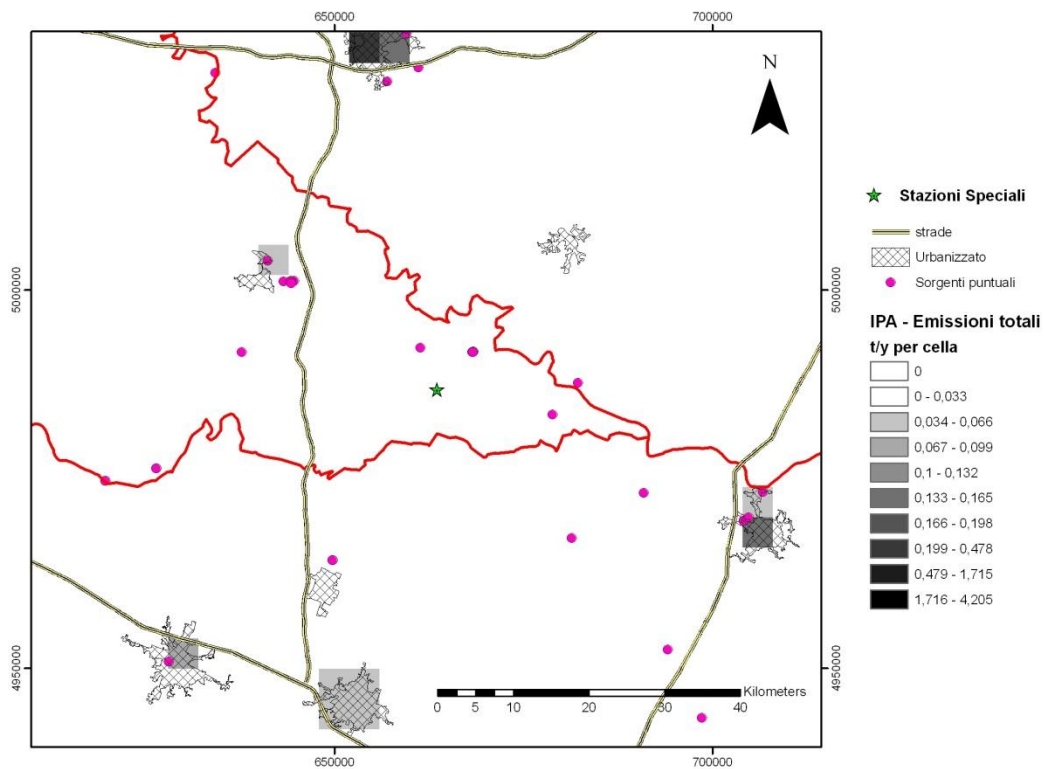 650000 700000
N
5000000 5000000
4950000 4950000
Kilometers
0 5 10 20 30 40
650000 700000
Stazioni Speciali
strade
Urbanizzato
Sorgenti puntuali
IPA - Emissioni totali
t/y per cella
0
0 - 0,033
0,034 - 0,066
0,067 - 0,099
0,1 - 0,132
0,133 - 0,165
0,166 - 0,198
0,199 - 0,478
0,479 - 1,715
1,716 - 4,205